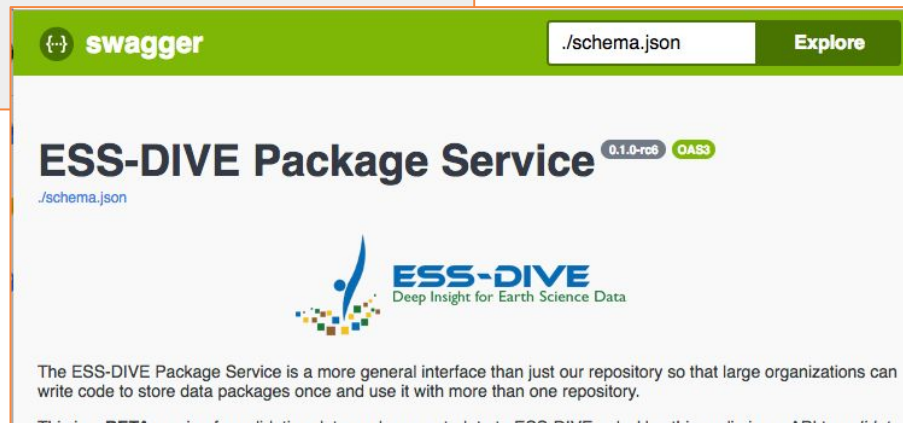 {··} swagger
./schema.json
Explore
ESS-DIVE Package Service 0.1.0-rc6 OAS3
./schema.json
ESS-DIVE
Deep Insight for Earth Science Data
The ESS-DIVE Package Service is a more general interface than just our repository so that large organizations can
write code to store data packages once and use it with more than one repository.